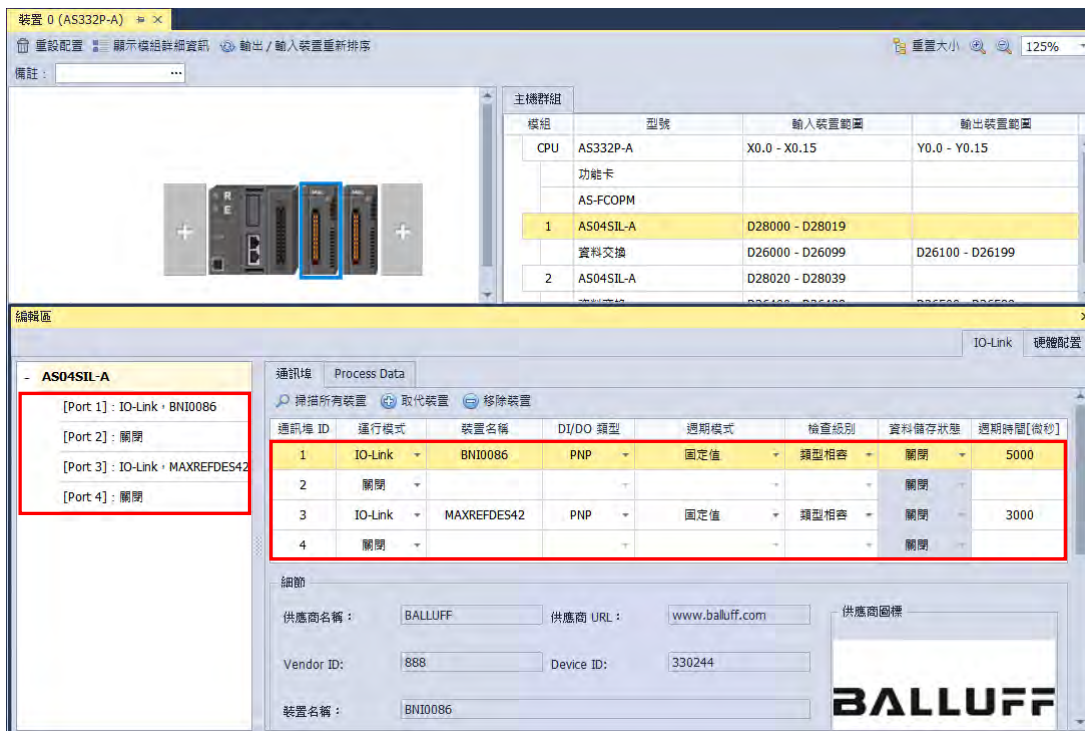 裝置 0 (AS332P-A)
重設配置 顯示模組詳細資訊 輸出 / 輸入裝置重新排序 重置大小 125%
備註： ...
主機群組
模組 型號 輸入裝置範圍 輸出裝置範圍
CPU AS332P-A X0.0 - X0.15 Y0.0 - Y0.15
功能卡
AS-FCOPM
1 AS04SIL-A D28000 - D28019
資料交換 D26000 - D26099 D26100 - D26199
2 AS04SIL-A D28020 - D28039
編輯區
IO-Link 硬體配置
- AS04SIL-A
[Port 1]：IO-Link，BNI0086
[Port 2]：關閉
[Port 3]：IO-Link，MAXREFDES42
[Port 4]：關閉
通訊埠 Process Data
掃描所有裝置 取代裝置 移除裝置
通訊埠 ID 運行模式 裝置名稱 DI/DO 類型 週期模式 檢查級別 資料儲存狀態 週期時間[微秒]
1 IO-Link BNI0086 PNP 固定值 類型相容 關閉 5000
2 關閉 關閉
3 IO-Link MAXREFDES42 PNP 固定值 類型相容 關閉 3000
4 關閉 關閉
細節
供應商名稱： BALLUFF 供應商 URL： www.balluff.com 供應商圖標
Vendor ID: 888 Device ID: 330244
裝置名稱： BNI0086
BALLUFF